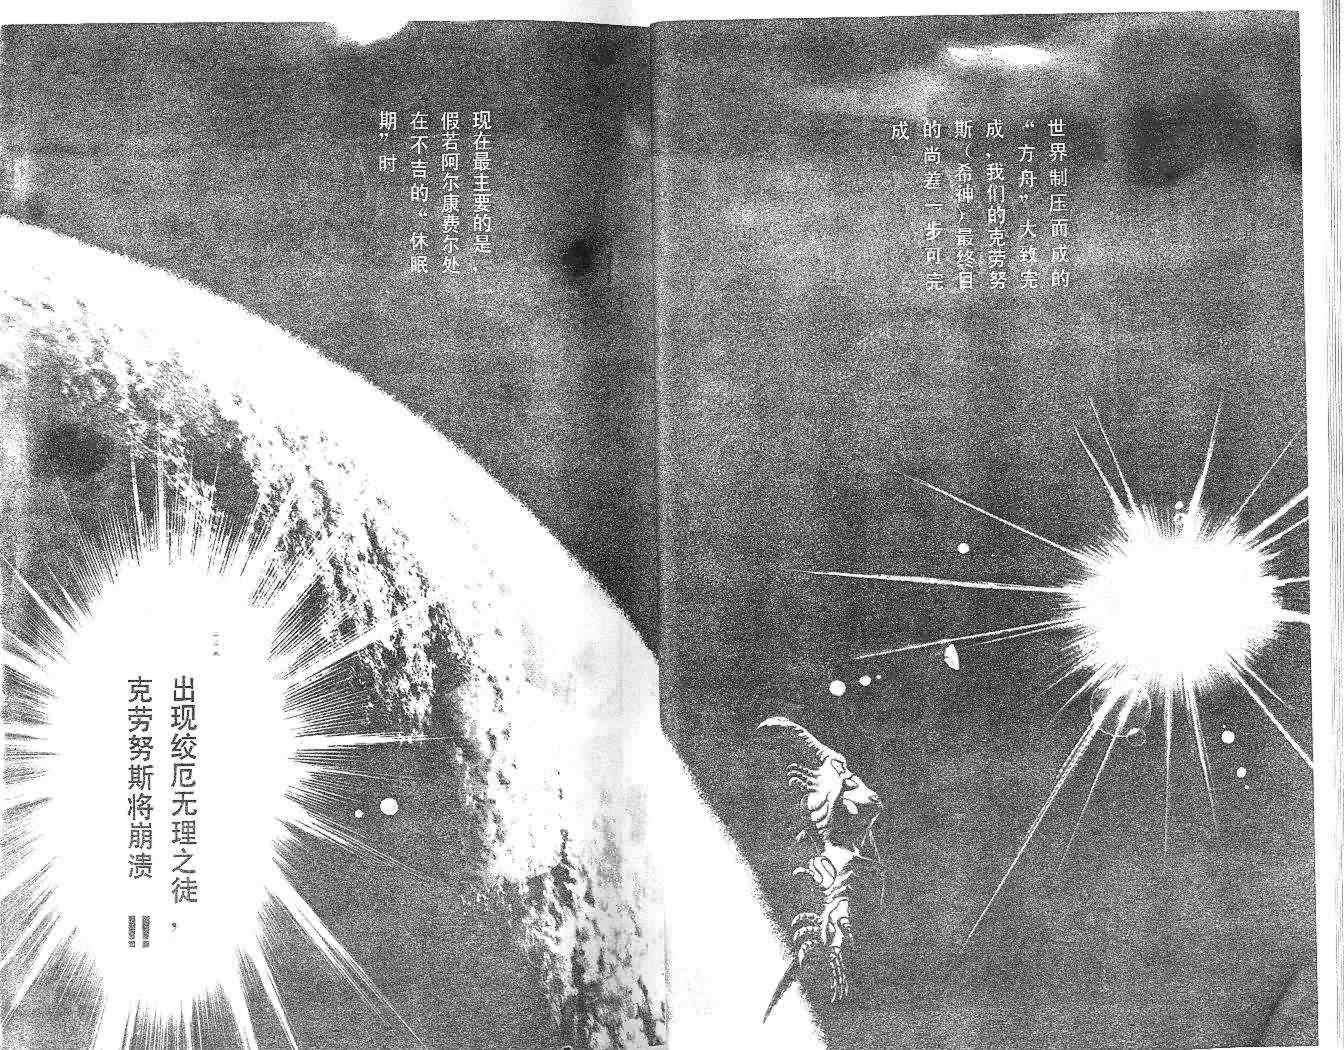 世界制压而成的
“方舟”大致完
成,我们的克劳努
斯(希神)最终目
的尚差一步可完
成
现在最主要的是,
假若阿尔康费尔处
在不吉的“休眠
期”时
出现绞厄无理之徒,
克劳努斯将崩溃!!